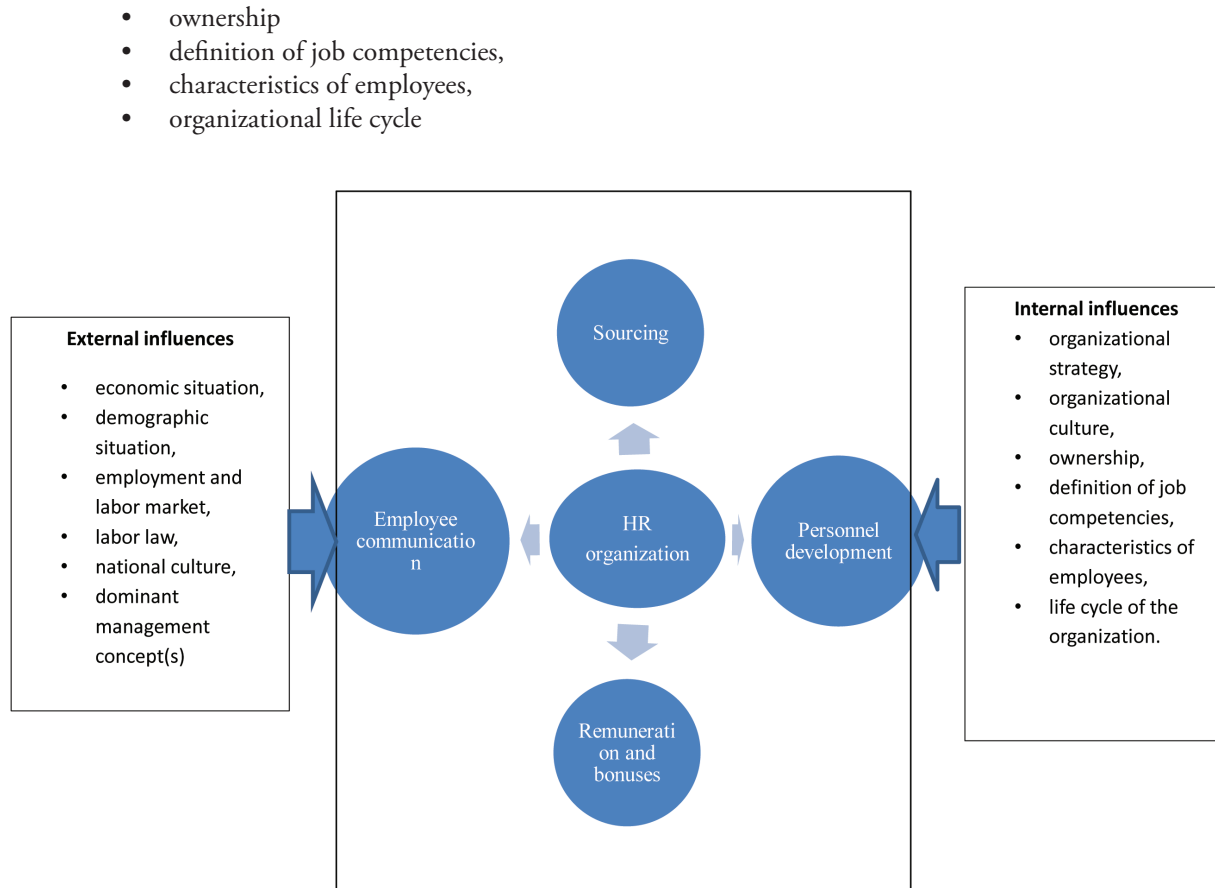 • ownership
• definition of job competencies,
• characteristics of employees,
• organizational life cycle
External influences
• economic situation,
• demographic
situation,
• employment and
labor market,
• labor law,
• national culture,
• dominant
management
concept(s)
Sourcing
Employee
communicatio
n
HR
organization
Personnel
development
Remunerati
on and
bonuses
Internal influences
• organizational
strategy,
• organizational
culture,
• ownership,
• definition of job
competencies,
• characteristics of
employees,
• life cycle of the
organization.